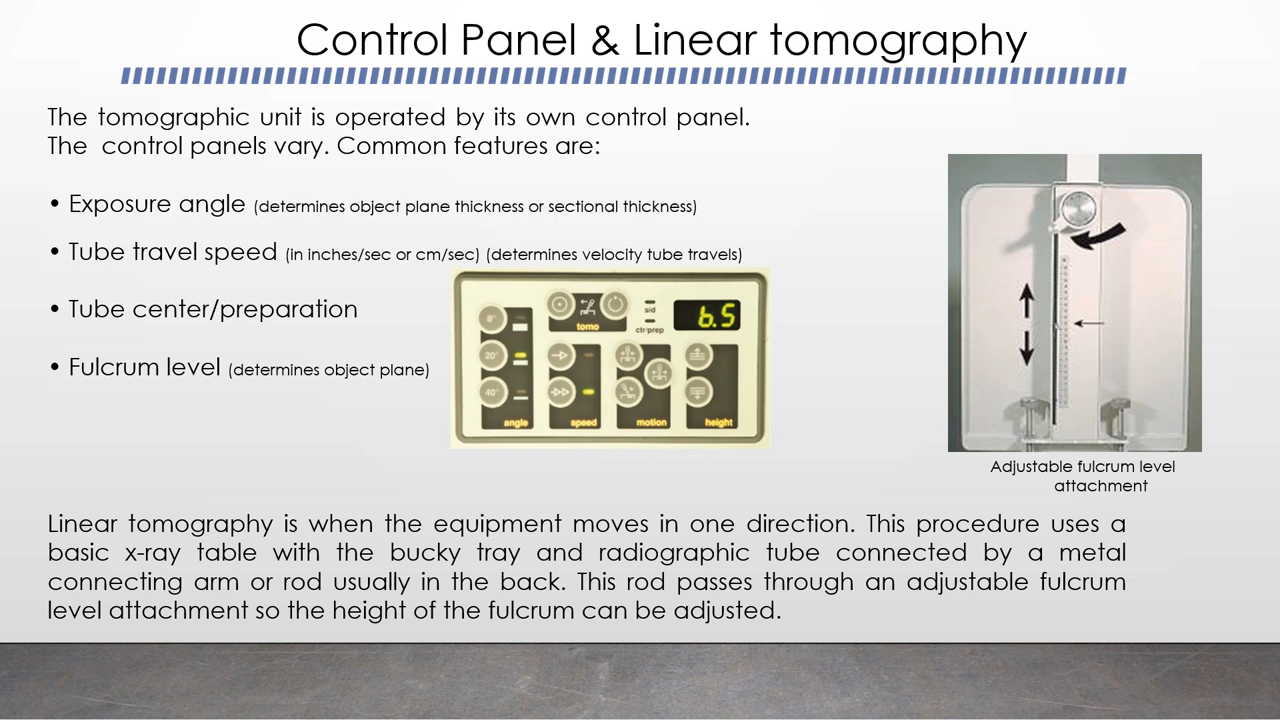 Control Panel & Linear tomography
The tomographic unit is operated by its own control panel.
The control panels vary. Common features are:
• Exposure angle (determines object plane thickness or sectional thickness)
• Tube travel speed (in inches/sec or cm/sec) (determines velocity tube travels)
• Tube center/preparation
• Fulcrum level (determines object plane)
8°
20°
40°
angle
tomo
speed
sid
ctr/prep
motion
6.5
height
Adjustable fulcrum level
attachment
Linear tomography is when the equipment moves in one direction. This procedure uses a
basic x-ray table with the bucky tray and radiographic tube connected by a metal
connecting arm or rod usually in the back. This rod passes through an adjustable fulcrum
level attachment so the height of the fulcrum can be adjusted.